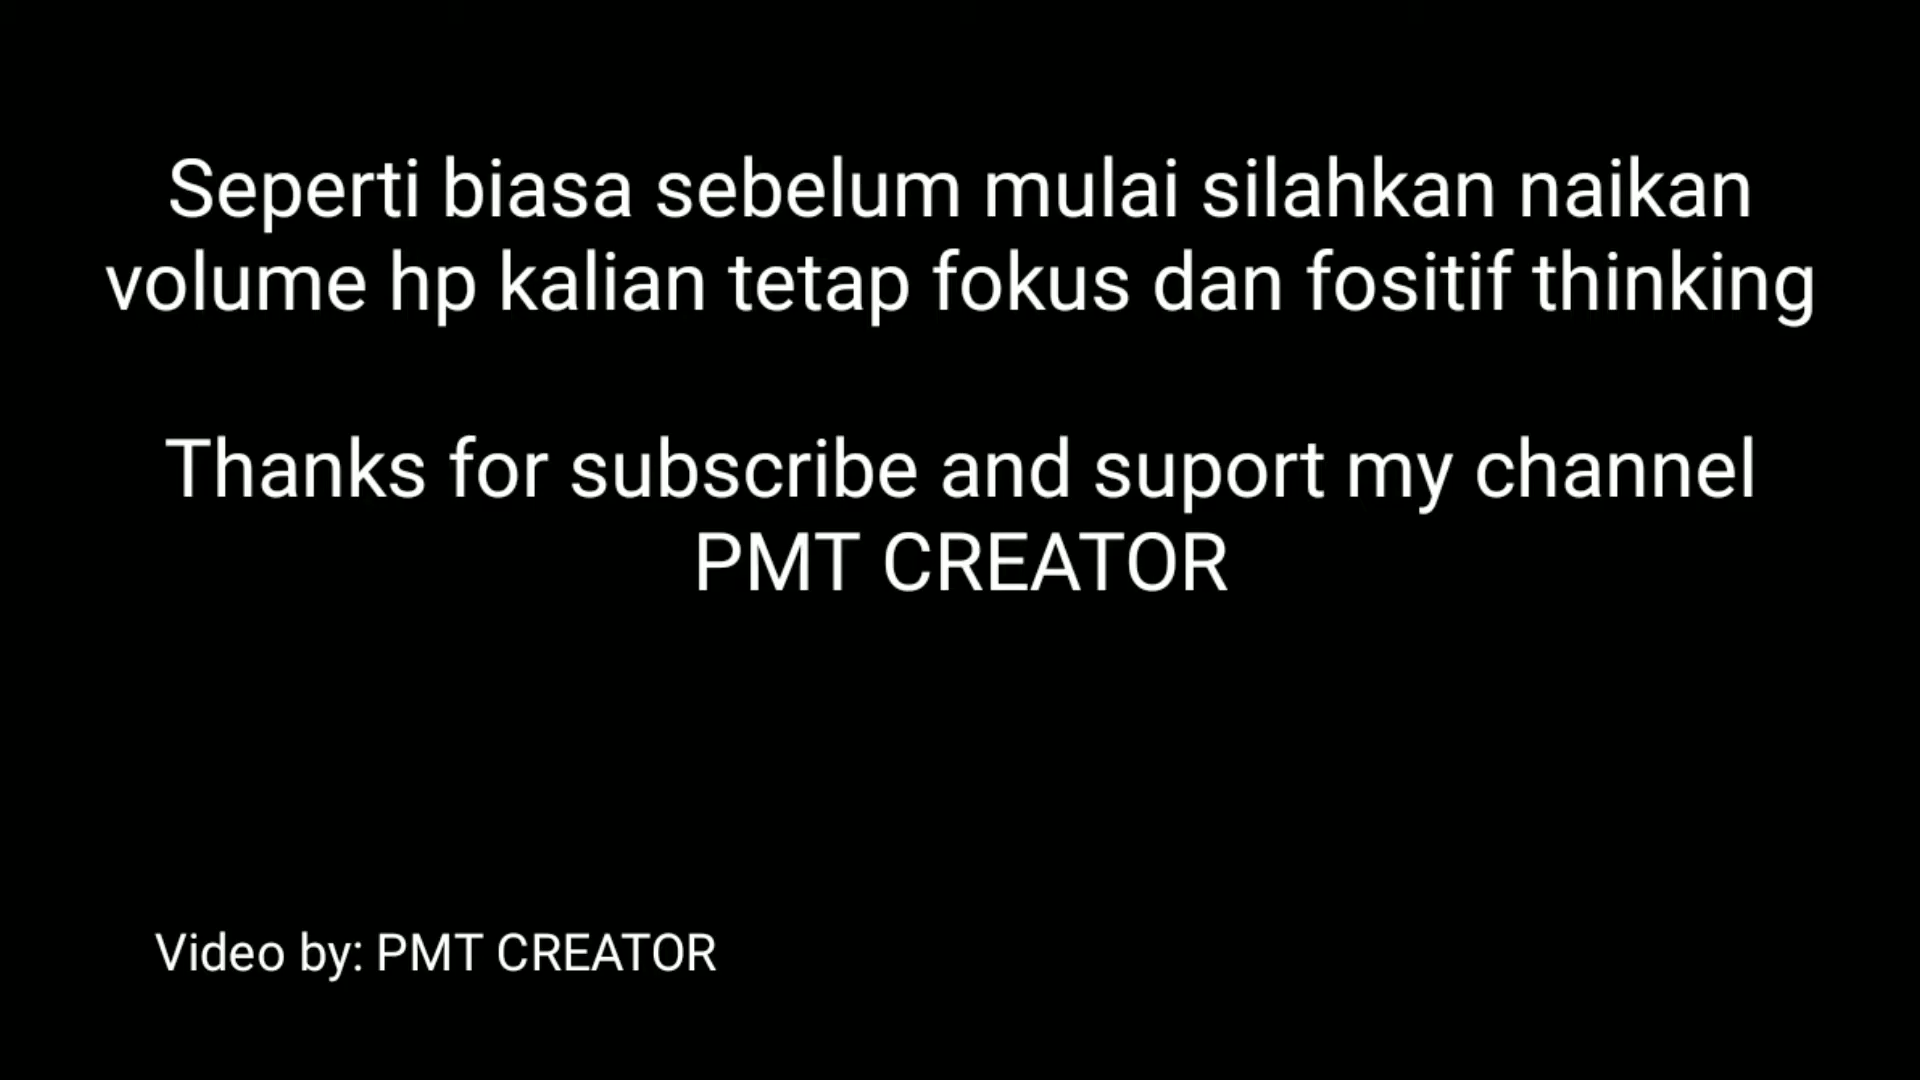 Seperti biasa sebelum mulai silahkan naikan
volume hp kalian tetap fokus dan fositif thinking
Thanks for subscribe and suport my channel
PMT CREATOR
Video by: PMT CREATOR